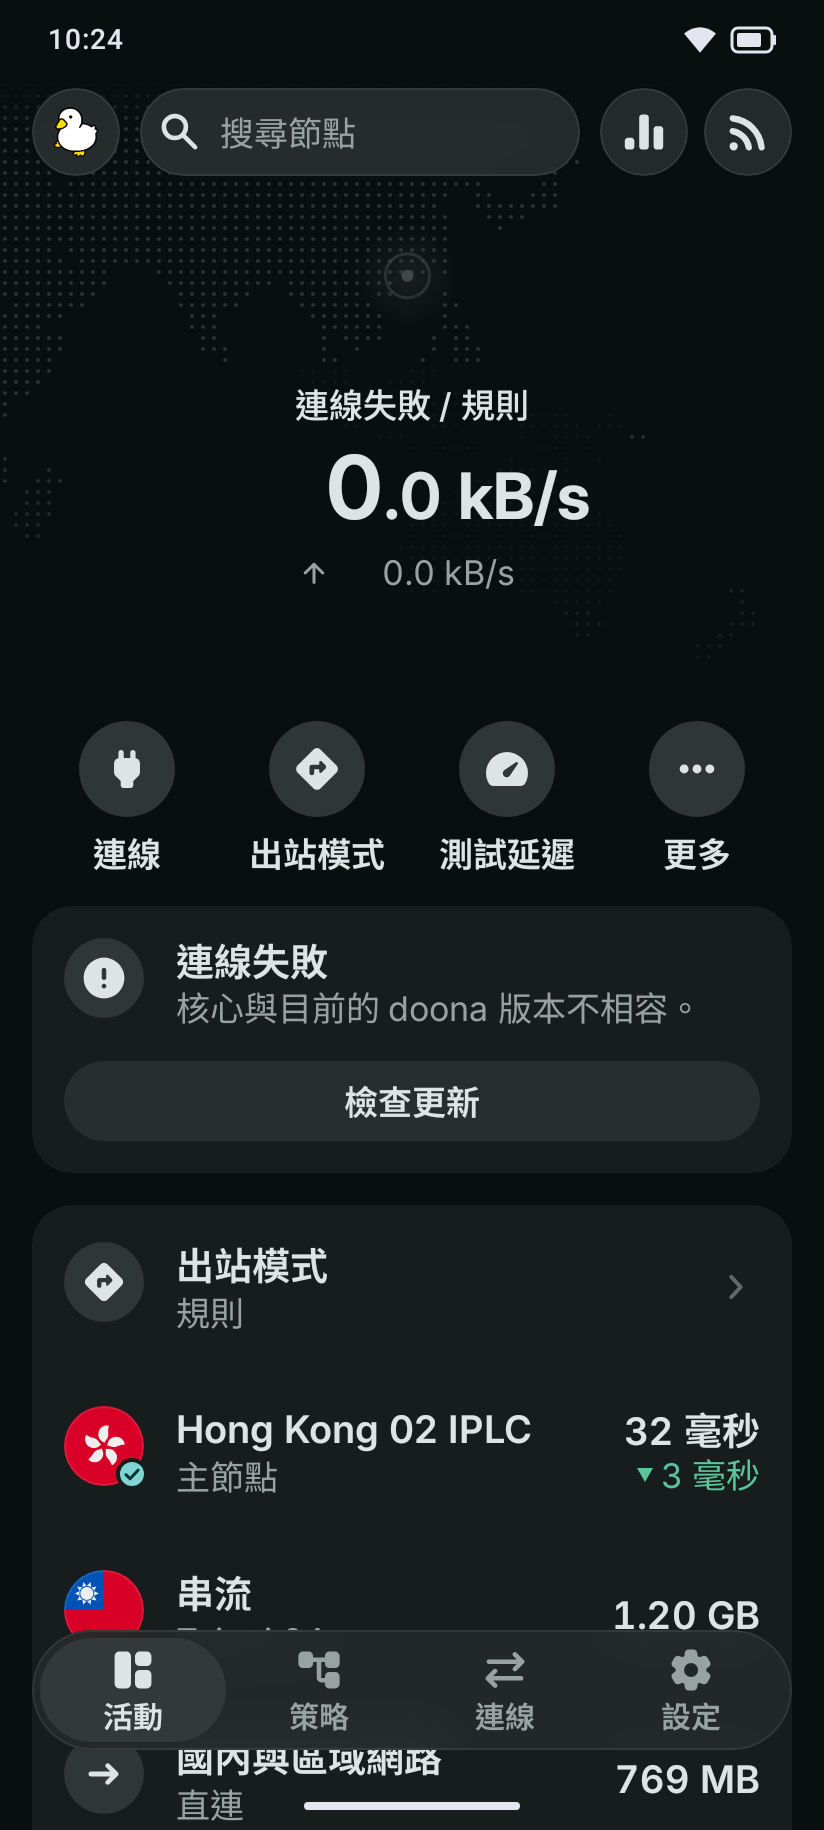 10:24
搜尋節點
連線失敗 / 規則
0.0 kB/s
0.0 kB/s
連線
出站模式
測試延遲
更多
連線失敗
核心與目前的 doona 版本不相容。
檢查更新
出站模式
規則
Hong Kong 02 IPLC
32 毫秒
主節點
3 毫秒
串流
1.20 GB
活動
策略
連線
設定
國內與區域網路
769 MB
直連